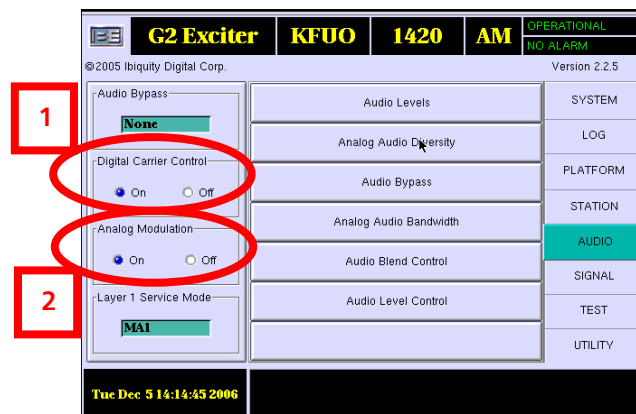 G2 Exciter KFUO 1420 AM OPERATIONAL
NO ALARM
©2005 Ibiquity Digital Corp. Version 2.2.5
1
Audio Bypass
None
Digital Carrier Control
On Off
Analog Modulation
On Off
2
Layer 1 Service Mode
MA1
Audio Levels
Analog Audio Diversity
Audio Bypass
Analog Audio Bandwidth
Audio Blend Control
Audio Level Control
SYSTEM
LOG
PLATFORM
STATION
AUDIO
SIGNAL
TEST
UTILITY
Tue Dec 5 14:14:45 2006